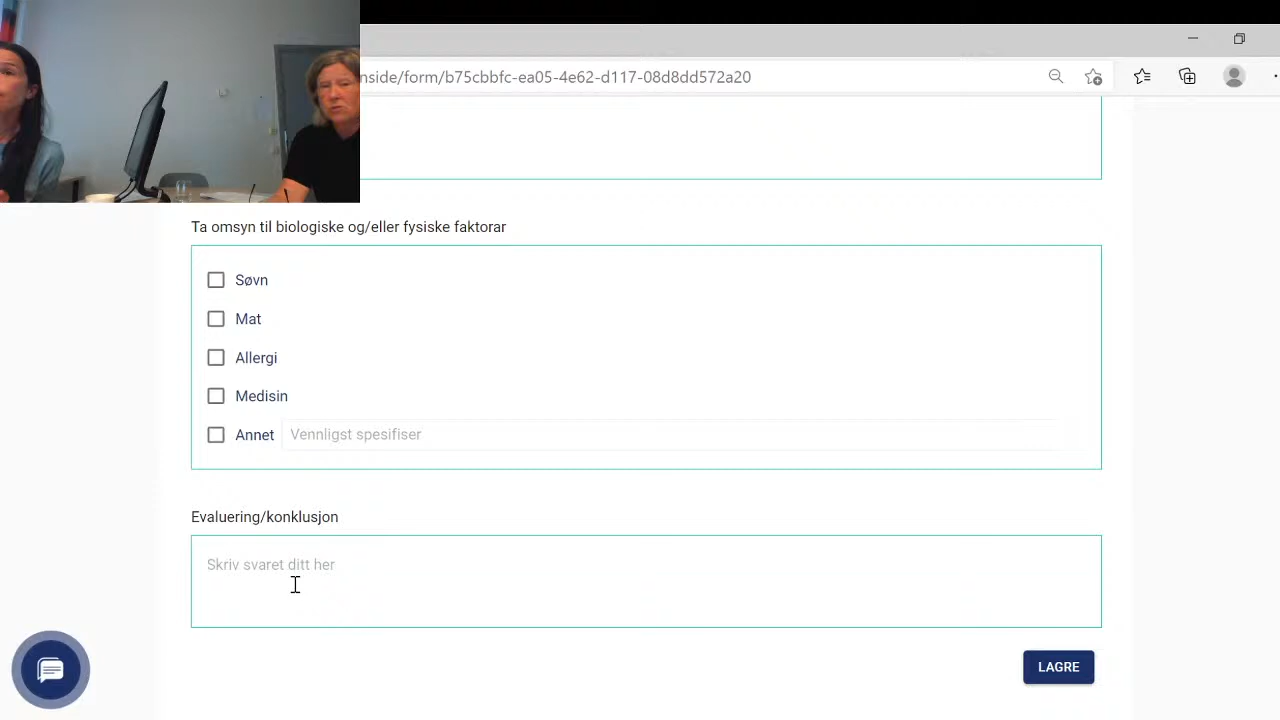 nside/form/b75cbbfc-ea05-4e62-d117-08d8dd572a20
Ta omsyn til biologiske og/eller fysiske faktorar
Søvn
Mat
Allergi
Medisin
Annet Vennligst spesifiser
Evaluering/konklusjon
Skriv svaret ditt her
LAGRE